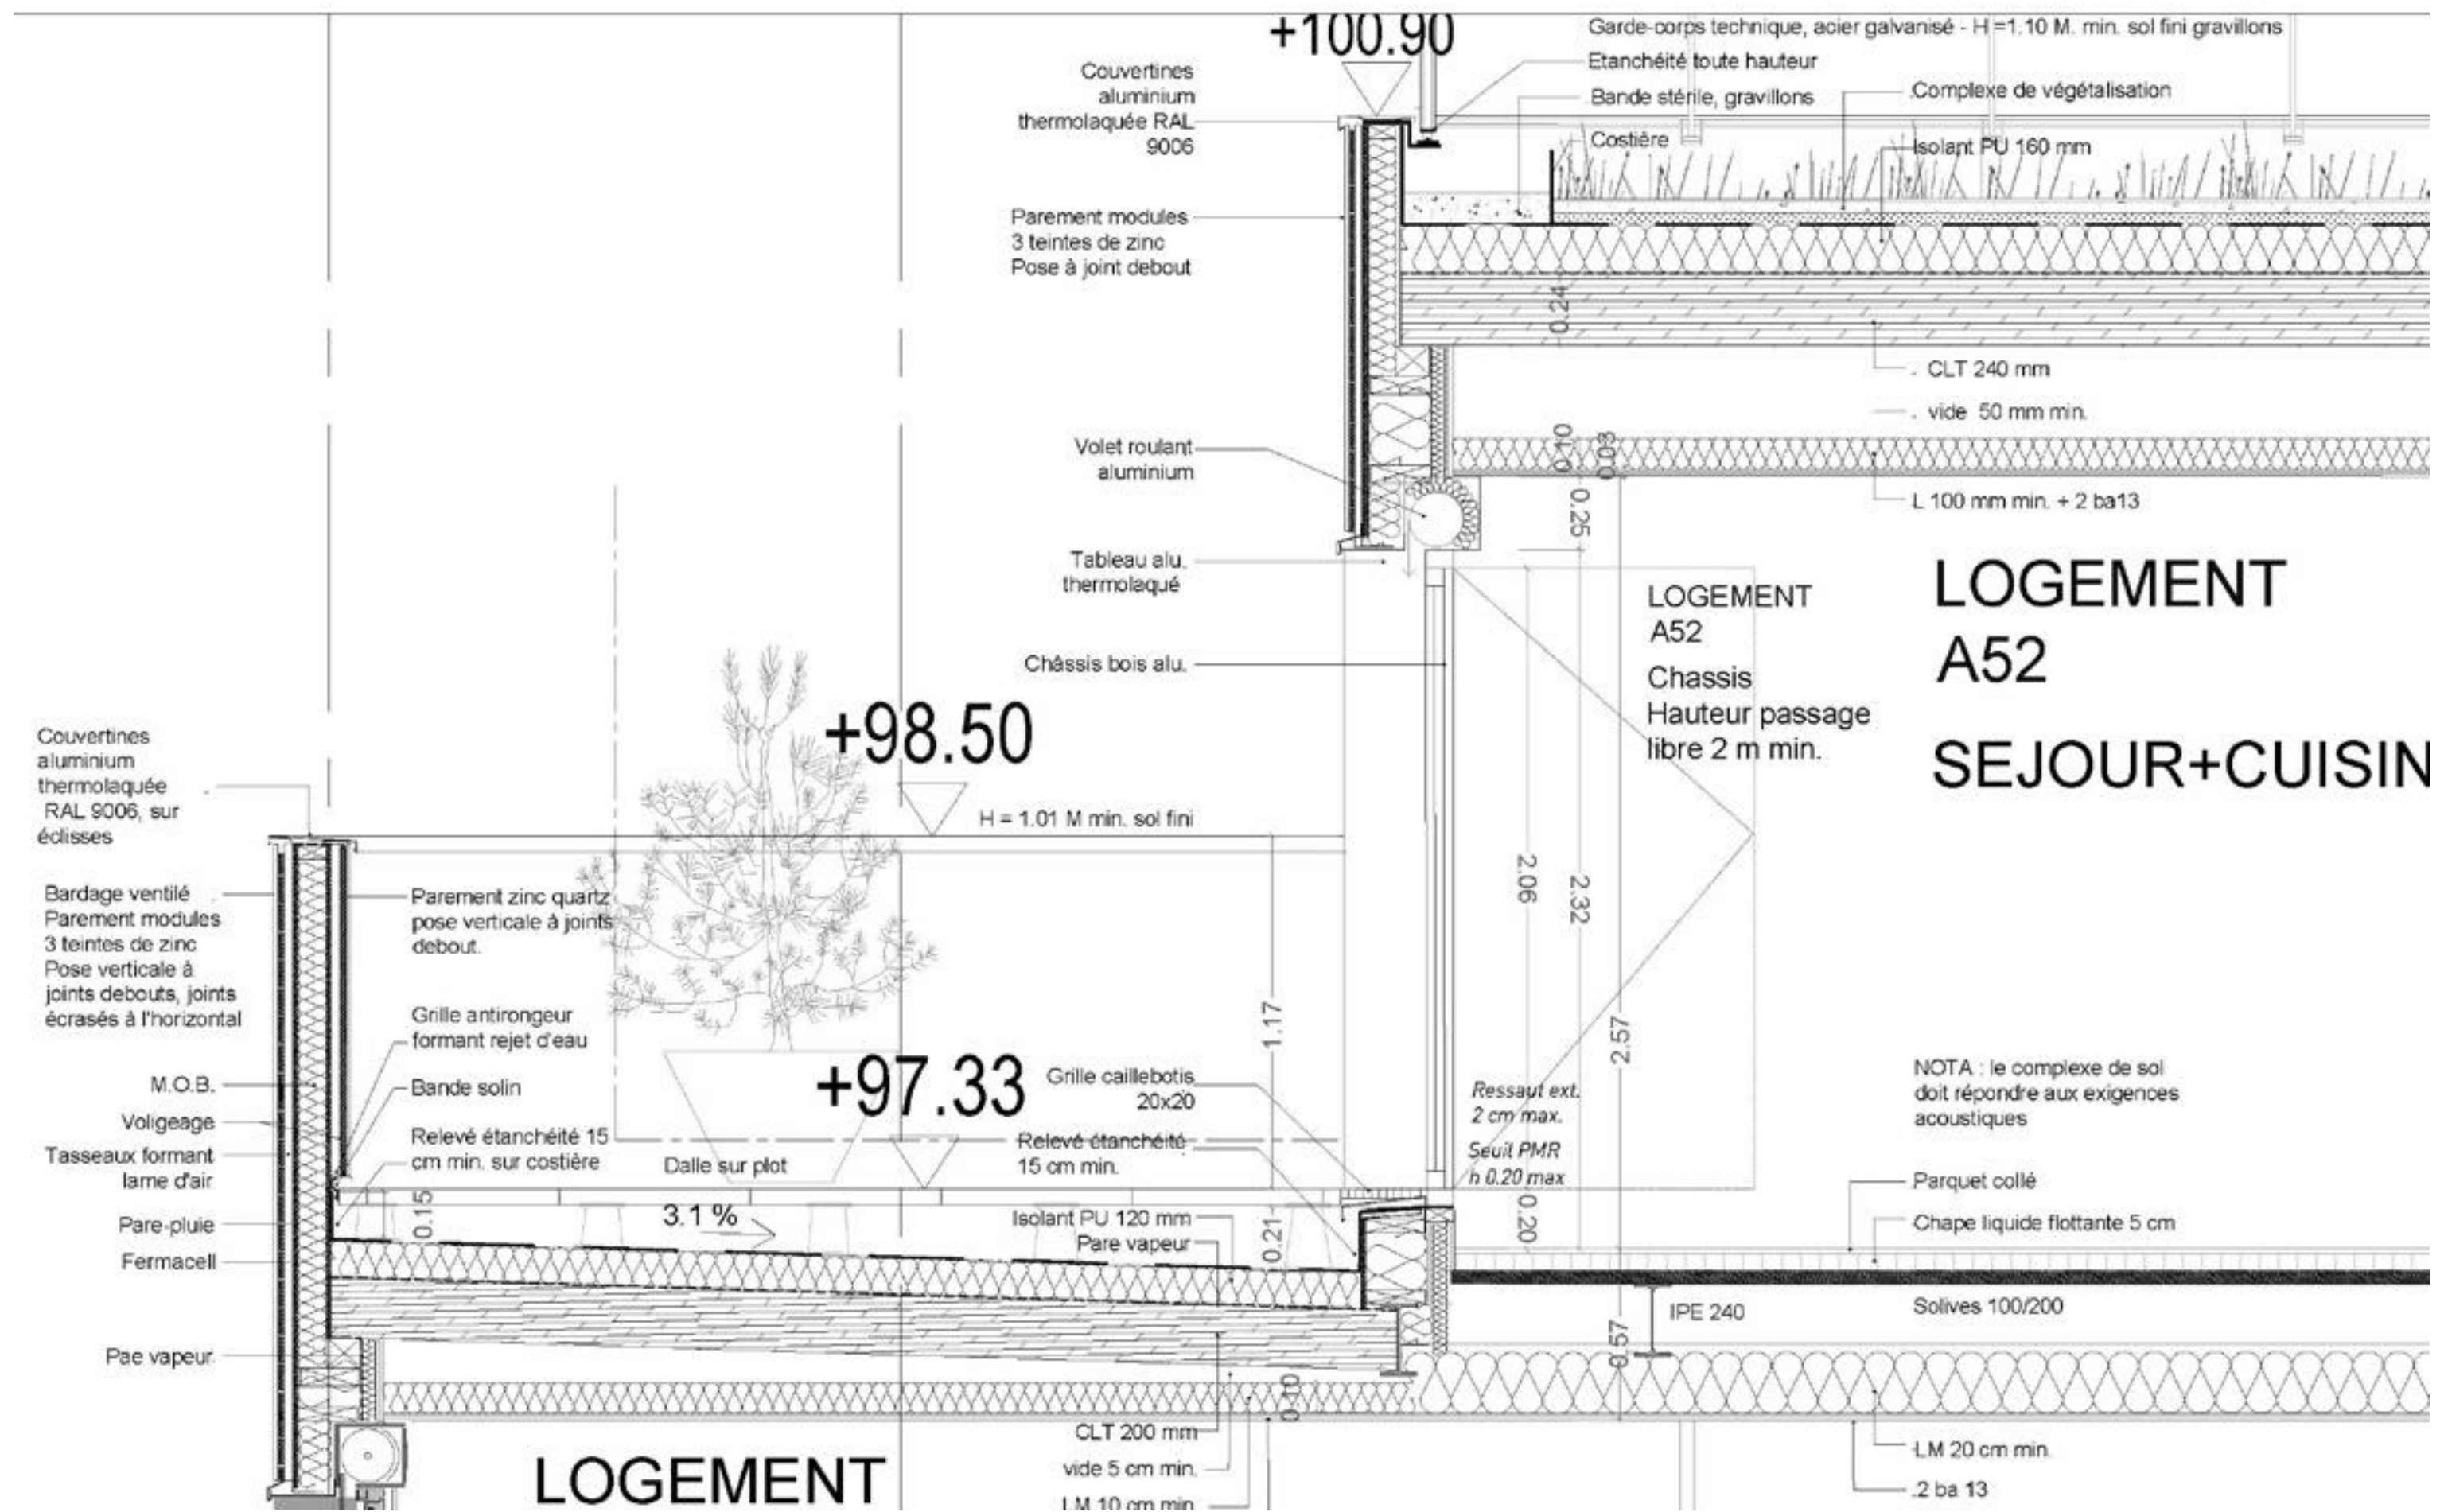 +100.90
Garde-corps technique, acier galvanisé - H =1.10 M. min. sol fini gravillons
Etanchéité toute hauteur
Bande stérile, gravillons
Complexe de végétalisation
Costière
Isolant PU 160 mm
Couvertines
aluminium
thermolaquée RAL
9006
Parement modules
3 teintes de zinc
Pose à joint debout
0.24
. CLT 240 mm
. vide 50 mm min.
0.10
0.03
Volet roulant
aluminium
L 100 mm min. + 2 ba13
0.25
Tableau alu.
thermolaqué
LOGEMENT
A52
Chassis
Hauteur passage
libre 2 m min.
LOGEMENT
A52
SEJOUR+CUISIN
Châssis bois alu.
+98.50
H = 1.01 M min. sol fini
Couvertines
aluminium
thermolaquée
RAL 9006, sur
éclisses
Bardage ventilé
Parement modules
3 teintes de zinc
Pose verticale à
joints debouts, joints
écrasés à l'horizontal
Parement zinc quartz
pose verticale à joints
debout.
Grille antirongeur
formant rejet d'eau
Bande solin
Relevé étanchéité 15
cm min. sur costière
M.O.B.
Voligeage
Tasseaux formant
lame d'air
Pare-pluie
Fermacell
Pae vapeur
2.06
2.32
2.57
1.17
+97.33
Grille caillebotis
20x20
Relevé étanchéité
15 cm min.
Dalle sur plot
Ressaut ext.
2 cm max.
Seuil PMR
h 0.20 max
0.20
NOTA : le complexe de sol
doit répondre aux exigences
acoustiques
Parquet collé
Chape liquide flottante 5 cm
0.15
3.1 %
Isolant PU 120 mm
Pare vapeur
0.21
IPE 240
Solives 100/200
0.57
0.10
CLT 200 mm
vide 5 cm min.
LM 10 cm min.
LOGEMENT
LM 20 cm min.
2 ba 13